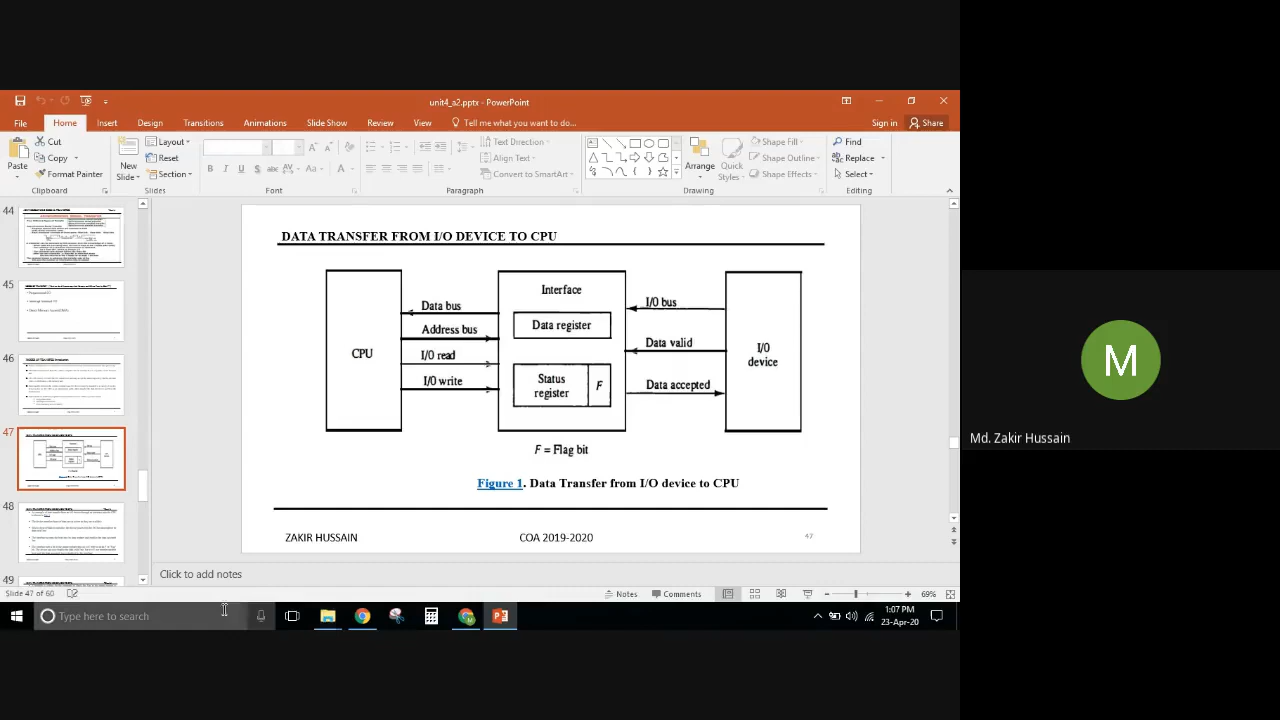 unit4_s2.pptx - PowerPoint
File Home Insert Design Transitions Animations Slide Show Review View Tell me what you want to do... Sign in Share
Paste
Cut
Copy
Format Painter
Clipboard
New
Slide
Layout
Reset
Section
Slides
B I U S abc AV Aa A
Font
Text Direction
Align Text
Convert to SmartArt
Paragraph
Arrange
Quick
Styles
Shape Fill
Shape Outline
Shape Effects
Drawing
Find
Replace
Select
Editing
44
45
46
47
48
49
DATA TRANSFER FROM I/O DEVICE TO CPU
CPU
Data bus
Address bus
I/O read
I/O write
Interface
Data register
Status
register
F
I/O bus
Data valid
Data accepted
I/O
device
F = Flag bit
Figure 1. Data Transfer from I/O device to CPU
ZAKIR HUSSAIN
COA 2019-2020
47
Click to add notes
Slide 47 of 60
Notes
Comments
69%
Type here to search
1:07 PM
23-Apr-20
M
Md. Zakir Hussain